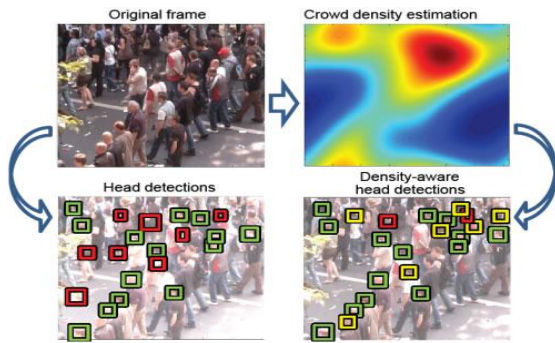 Original frame
Crowd density estimation
Head detections
Density-aware
head detections